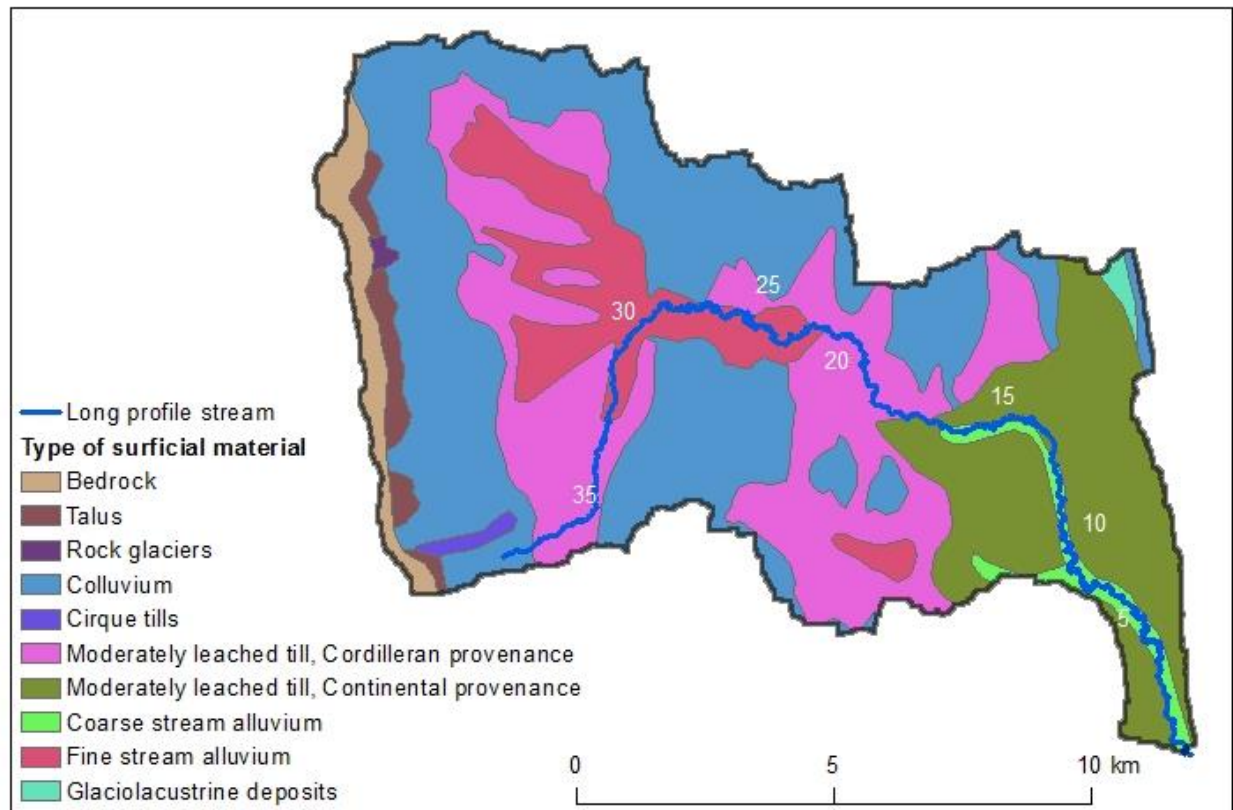 25
30
20
15
35
10
5
Long profile stream
Type of surficial material
Bedrock
Talus
Rock glaciers
Colluvium
Cirque tills
Moderately leached till, Cordilleran provenance
Moderately leached till, Continental provenance
Coarse stream alluvium
Fine stream alluvium
Glaciolacustrine deposits
0 5 10 km